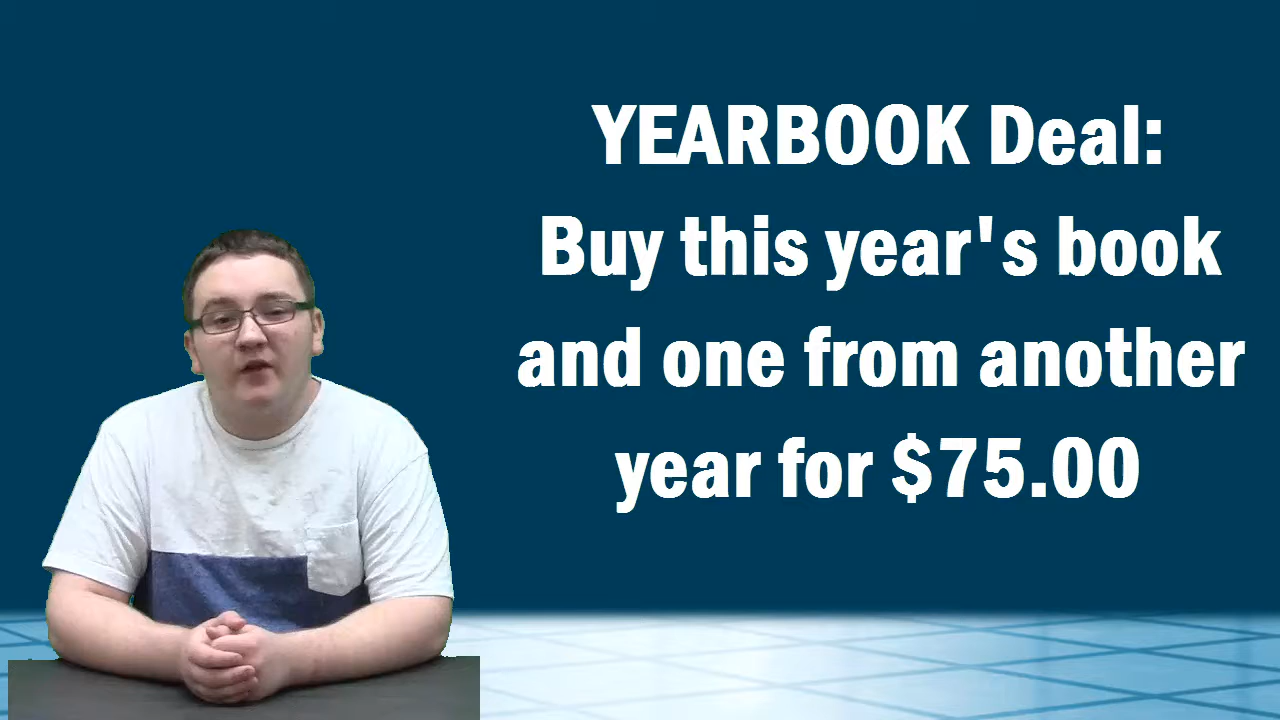 YEARBOOK Deal:
Buy this year's book
and one from another
year for $75.00